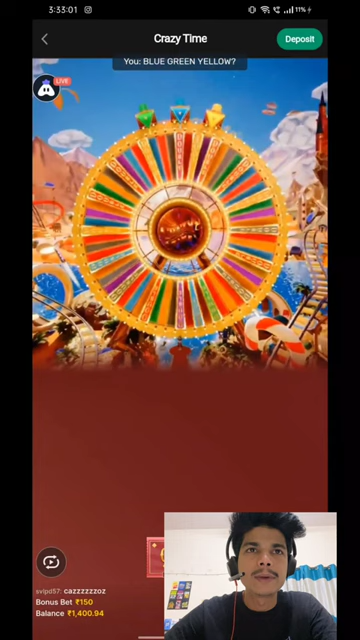 3:33:01
11%
Crazy Time
Deposit
You: BLUE GREEN YELLOW?
LIVE
svlpd57: cazzzzzzoz
Bonus Bet ₹150
Balance ₹1,400.94